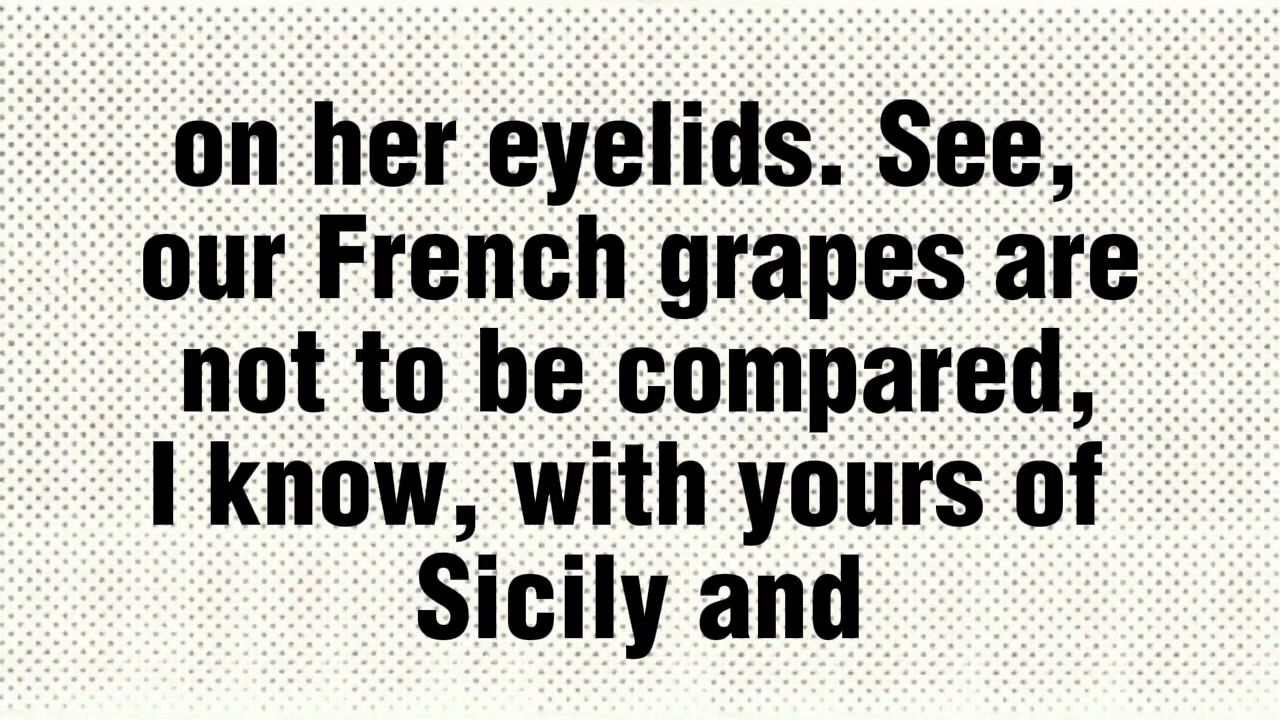 on her eyelids. See,
our French grapes are
not to be compared,
I know, with yours of
Sicily and